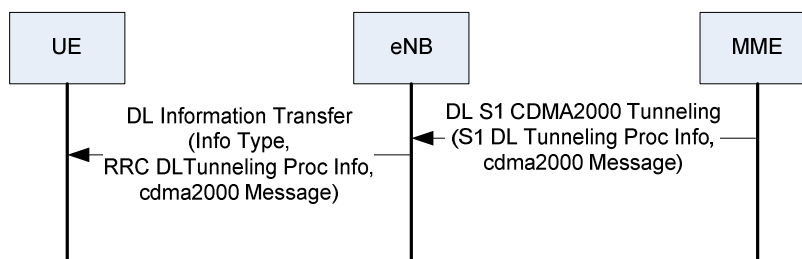 UE
eNB
MME
DL Information Transfer
(Info Type,
RRC DLTunneling Proc Info,
cdma2000 Message)
DL S1 CDMA2000 Tunneling
(S1 DL Tunneling Proc Info,
cdma2000 Message)